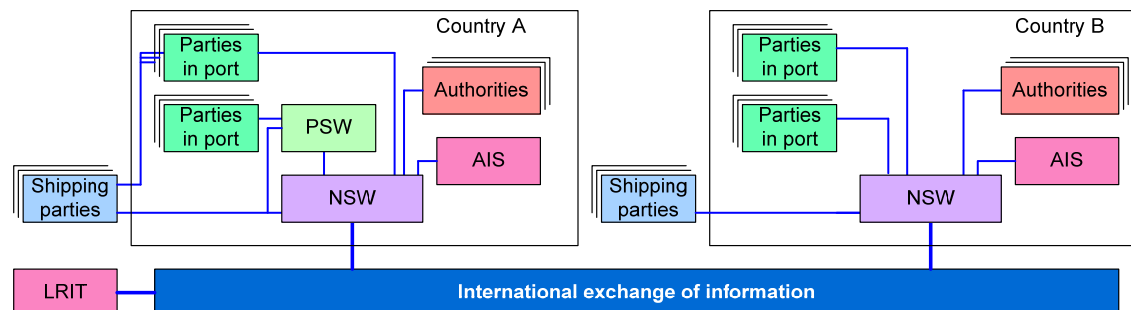 Country A
Parties
in port
Authorities
Parties
in port
PSW
AIS
Shipping
parties
NSW
Country B
Parties
in port
Authorities
Parties
in port
AIS
Shipping
parties
NSW
LRIT
International exchange of information